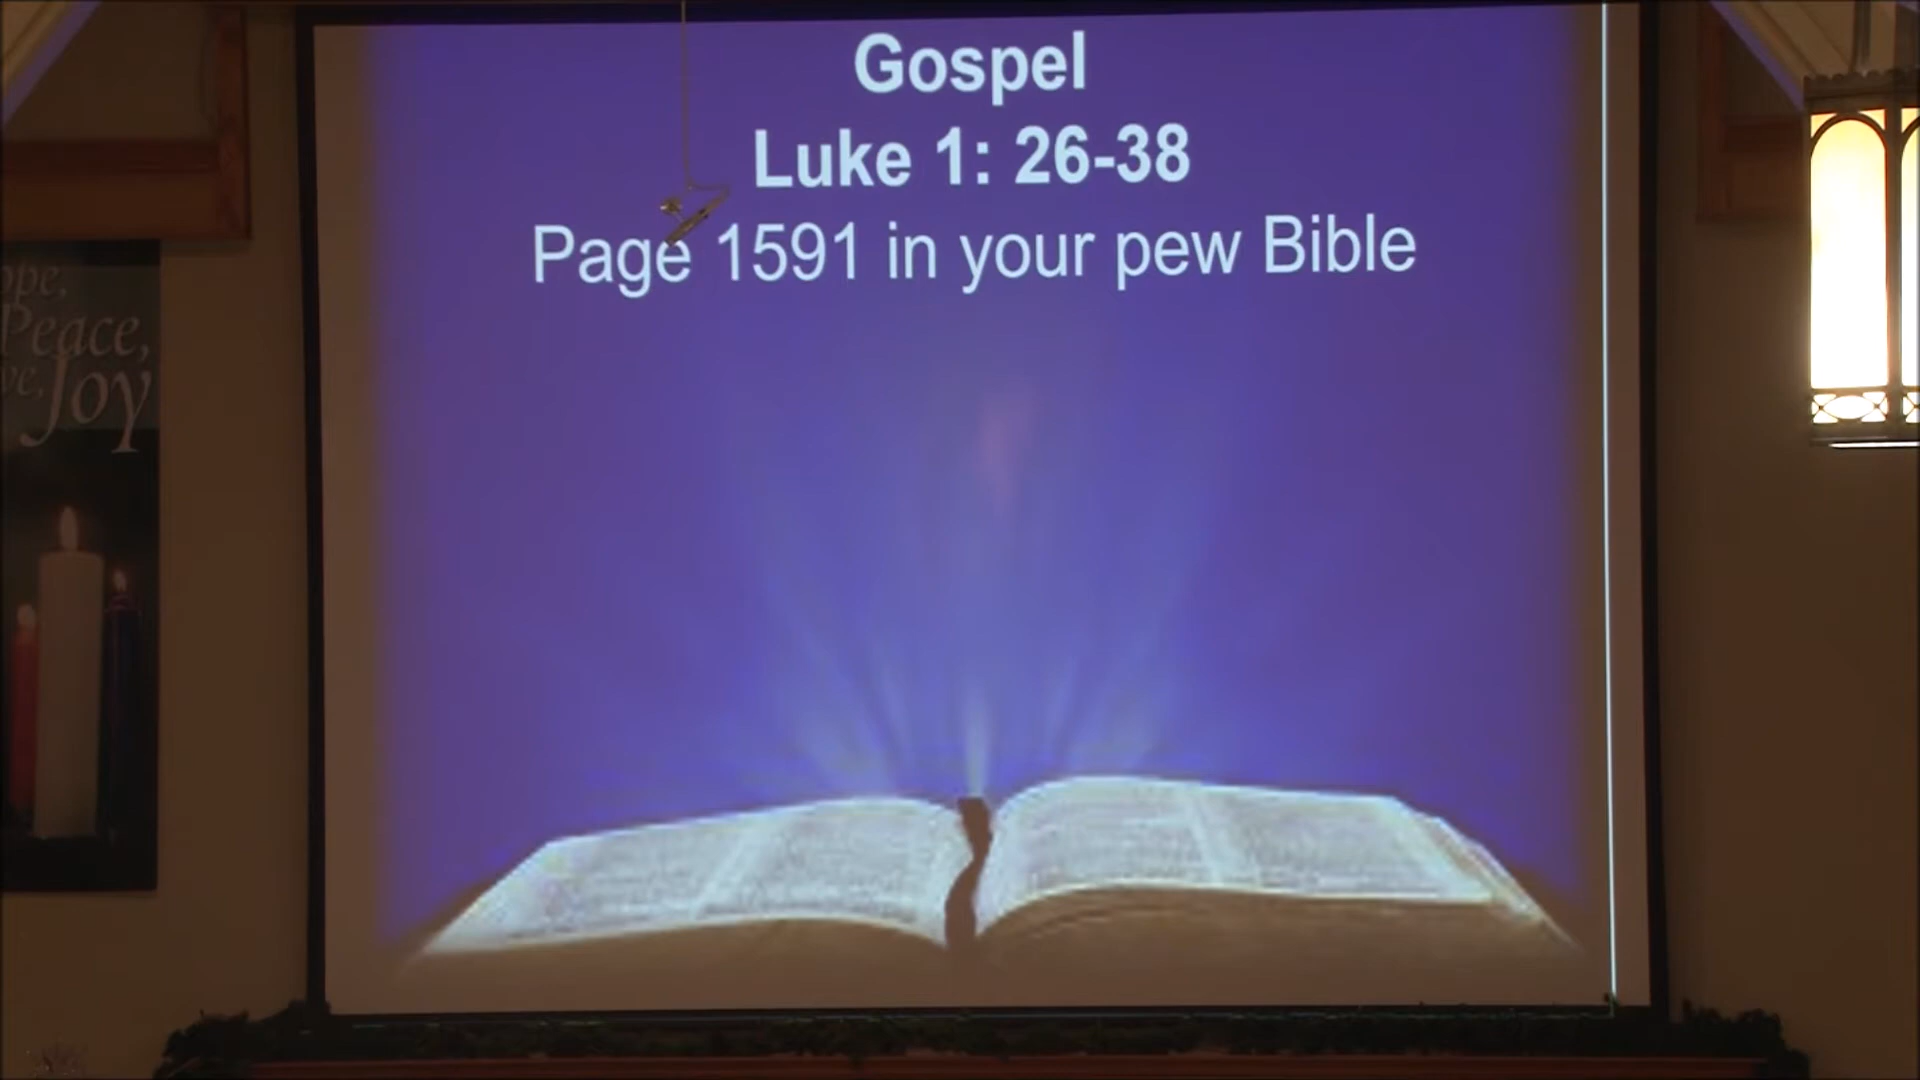 Gospel
Luke 1: 26-38
Page 1591 in your pew Bible
Peace,
Joy